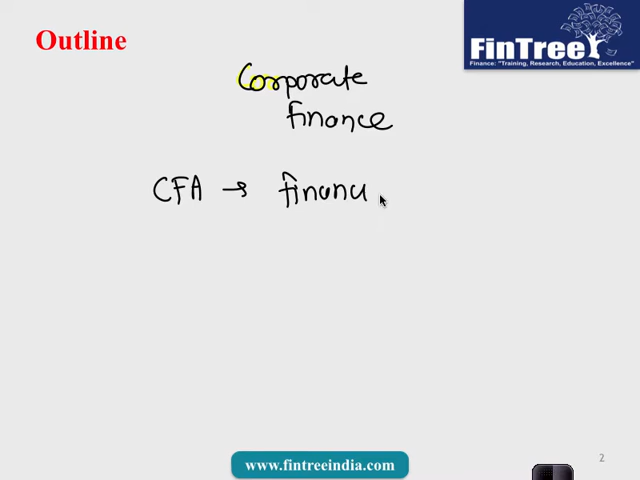 Outline
FinTree
Finance: "Training, Research, Education, Excellence"
Corporate
finance
CFA → financ
2
www.fintreeindia.com